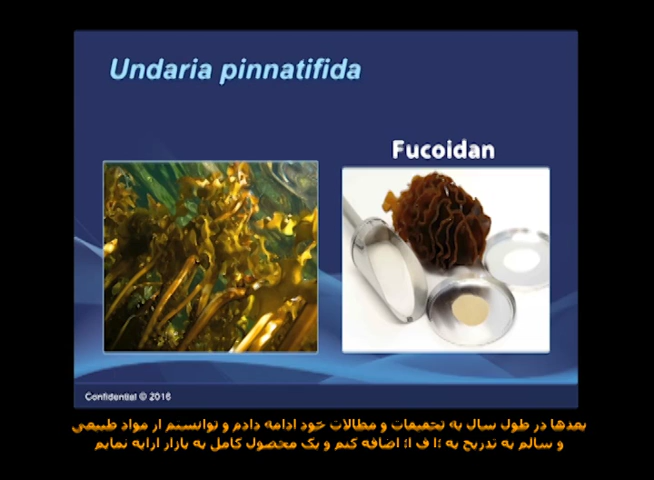 Undaria pinnatifida
Fucoidan
Confidential © 2016
بعدها در طول سال به تحقیقات و مطالات خود ادامه دادم و توانستم از مواد طبیعی
و سالم به تدریج به ؛ا ف ا؛ اضافه کنم و یک محصول کامل به بازار ارایه نمایم